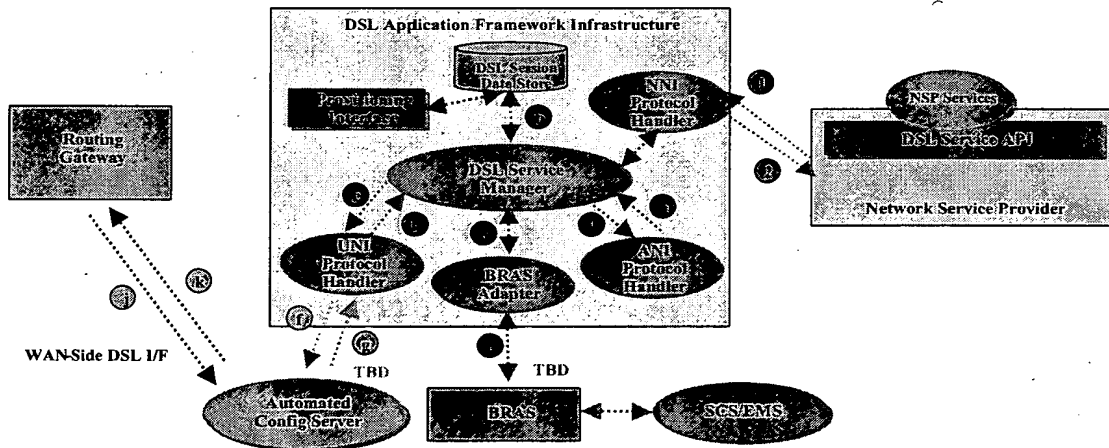 DSL Application Framework Infrastructure
DSL Session
Data Store
Provisioning
Interface
NNI
Protocol
Handler
NSP Services
DSL Service API
Network Service Provider
Routing
Gateway
DSL Service
Manager
UNI
Protocol
Handler
BRAS
Adapter
ANI
Protocol
Handler
j
k
f
g
WAN-Side DSL I/F
TBD
TBD
Automated
Config Server
BRAS
SCS/EMS